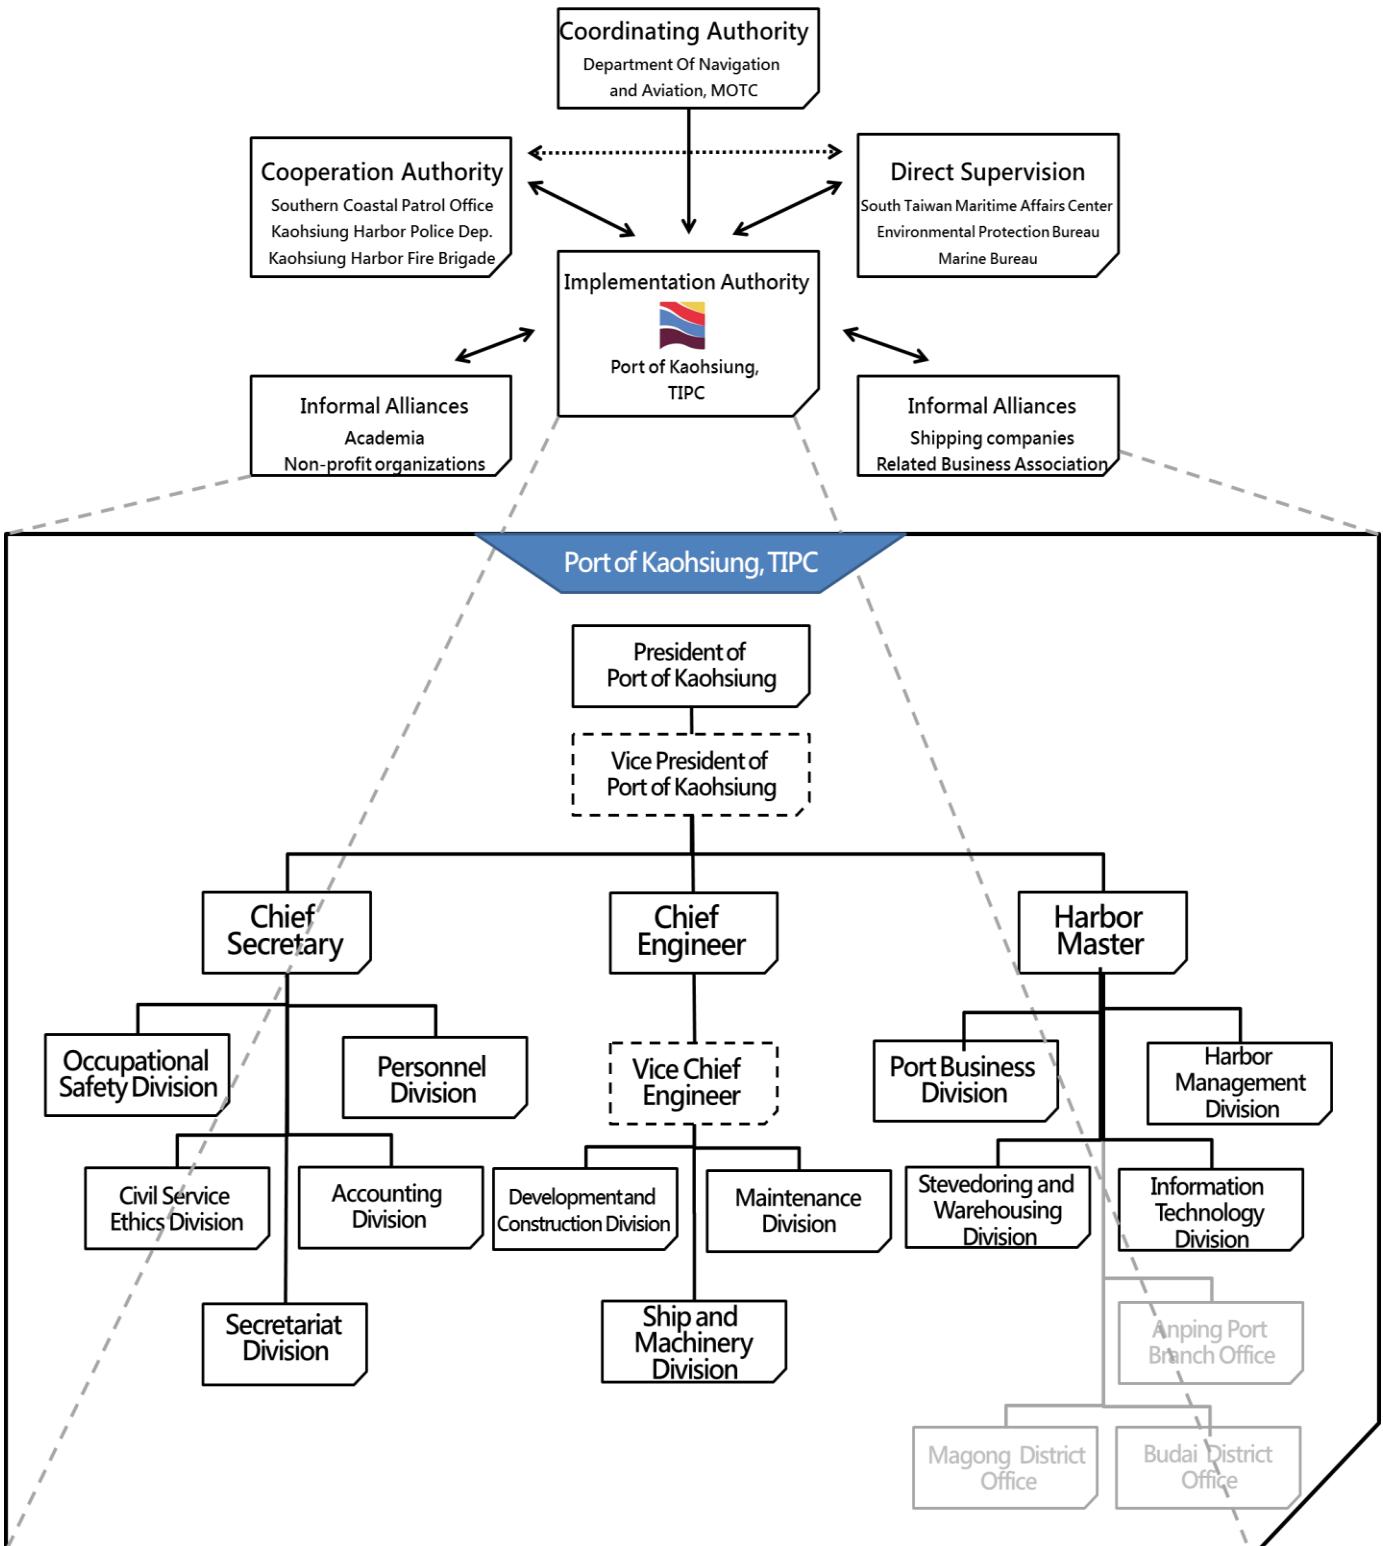 Coordinating Authority
Department Of Navigation
and Aviation, MOTC
Cooperation Authority
Southern Coastal Patrol Office
Kaohsiung Harbor Police Dep.
Kaohsiung Harbor Fire Brigade
Direct Supervision
South Taiwan Maritime Affairs Center
Environmental Protection Bureau
Marine Bureau
Implementation Authority
Port of Kaohsiung,
TIPC
Informal Alliances
Academia
Non-profit organizations
Informal Alliances
Shipping companies
Related Business Association
Port of Kaohsiung, TIPC
President of
Port of Kaohsiung
Vice President of
Port of Kaohsiung
Chief
Secretary
Chief
Engineer
Harbor
Master
Occupational
Safety Division
Personnel
Division
Vice Chief
Engineer
Port Business
Division
Harbor
Management
Division
Civil Service
Ethics Division
Accounting
Division
Development and
Construction Division
Maintenance
Division
Stevedoring and
Warehousing
Division
Information
Technology
Division
Secretariat
Division
Ship and
Machinery
Division
Anping Port
Branch Office
Magong District
Office
Budai District
Office